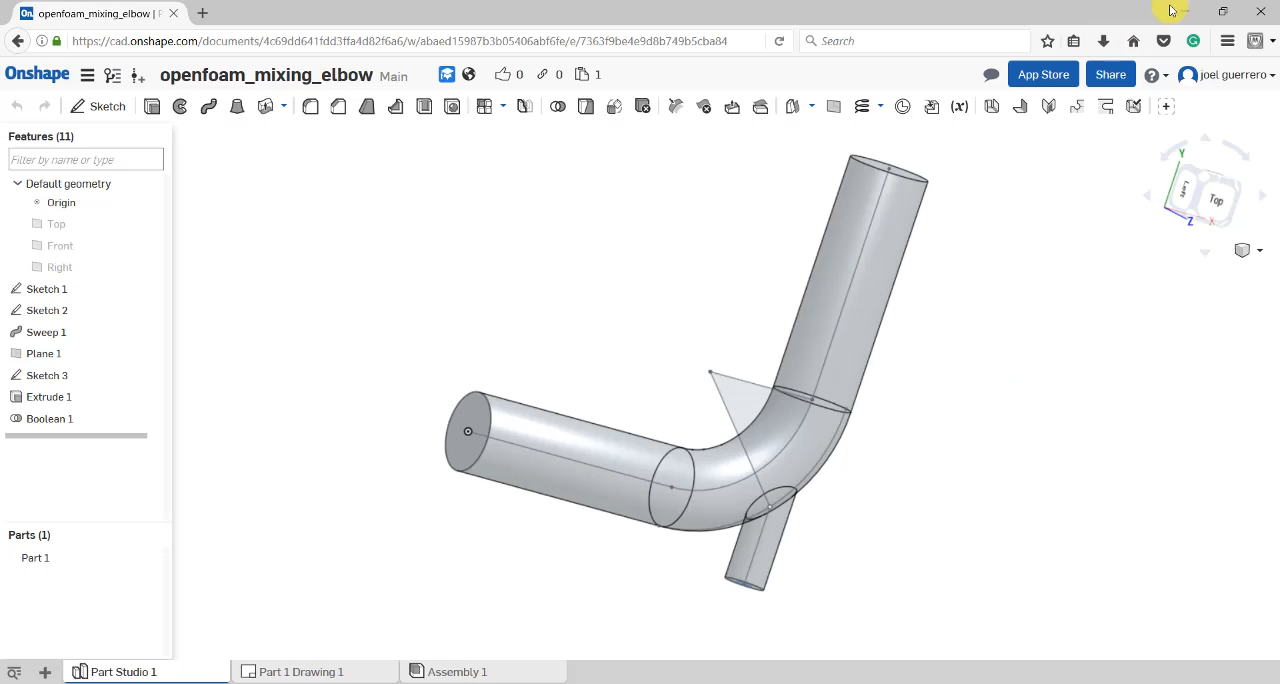 On. openfoam_mixing_elbow | P
https://cad.onshape.com/documents/4c69dd641fdd3ffa4d82f6a6/w/abaed15987b3b05406abf6fe/e/7363f9be4e9d8b749b5cba84
Search
Onshape openfoam_mixing_elbow Main 0 0 1 App Store Share joel guerrero
Sketch (x)
Features (11)
Filter by name or type
Default geometry
Origin
Top
Front
Right
Sketch 1
Sketch 2
Sweep 1
Plane 1
Sketch 3
Extrude 1
Boolean 1
Y
Left Top
Z X
Parts (1)
Part 1
Part Studio 1 Part 1 Drawing 1 Assembly 1